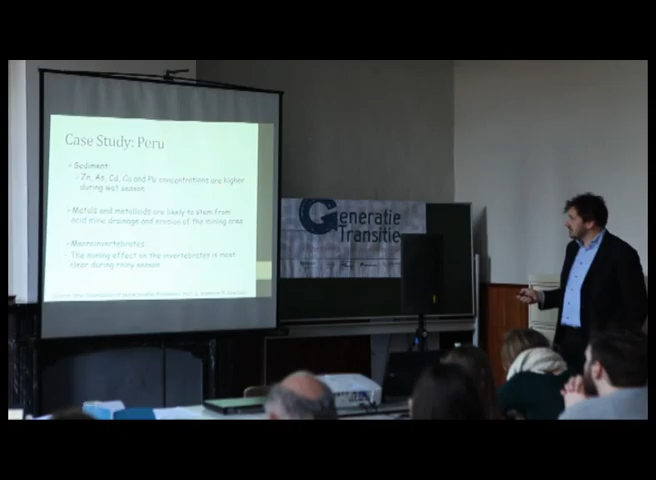 Case Study: Peru
Sediment:
Zn, As, Cd, Cu and Pb concentrations are higher
during wet season
Metals and metalloids are likely to stem from
acid mine drainage and erosion of the mining area
Macroinvertebrates:
The mining effect on the invertebrates is most
clear during rainy season
Generatie
Transitie